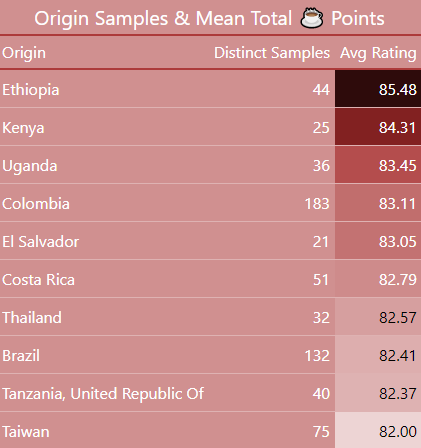 Origin Samples & Mean Total ☕ Points
Origin Distinct Samples Avg Rating
Ethiopia 44 85.48
Kenya 25 84.31
Uganda 36 83.45
Colombia 183 83.11
El Salvador 21 83.05
Costa Rica 51 82.79
Thailand 32 82.57
Brazil 132 82.41
Tanzania, United Republic Of 40 82.37
Taiwan 75 82.00